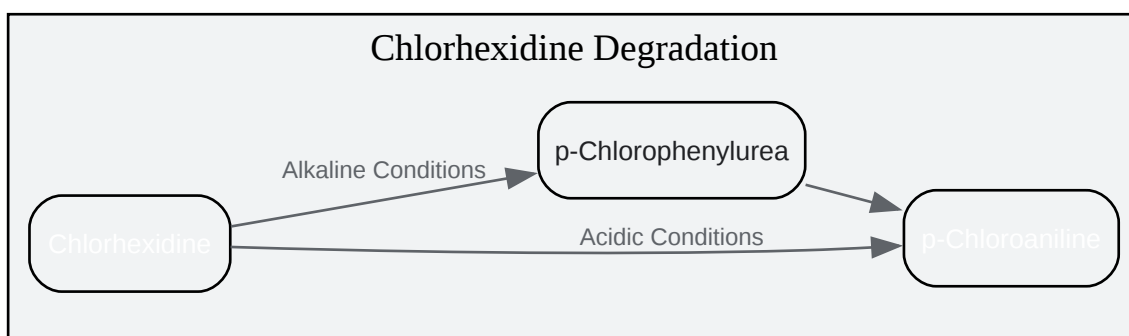 Chlorhexidine Degradation
p-Chlorophenylurea
Alkaline Conditions
Chlorhexidine
Acidic Conditions
p-Chloroaniline